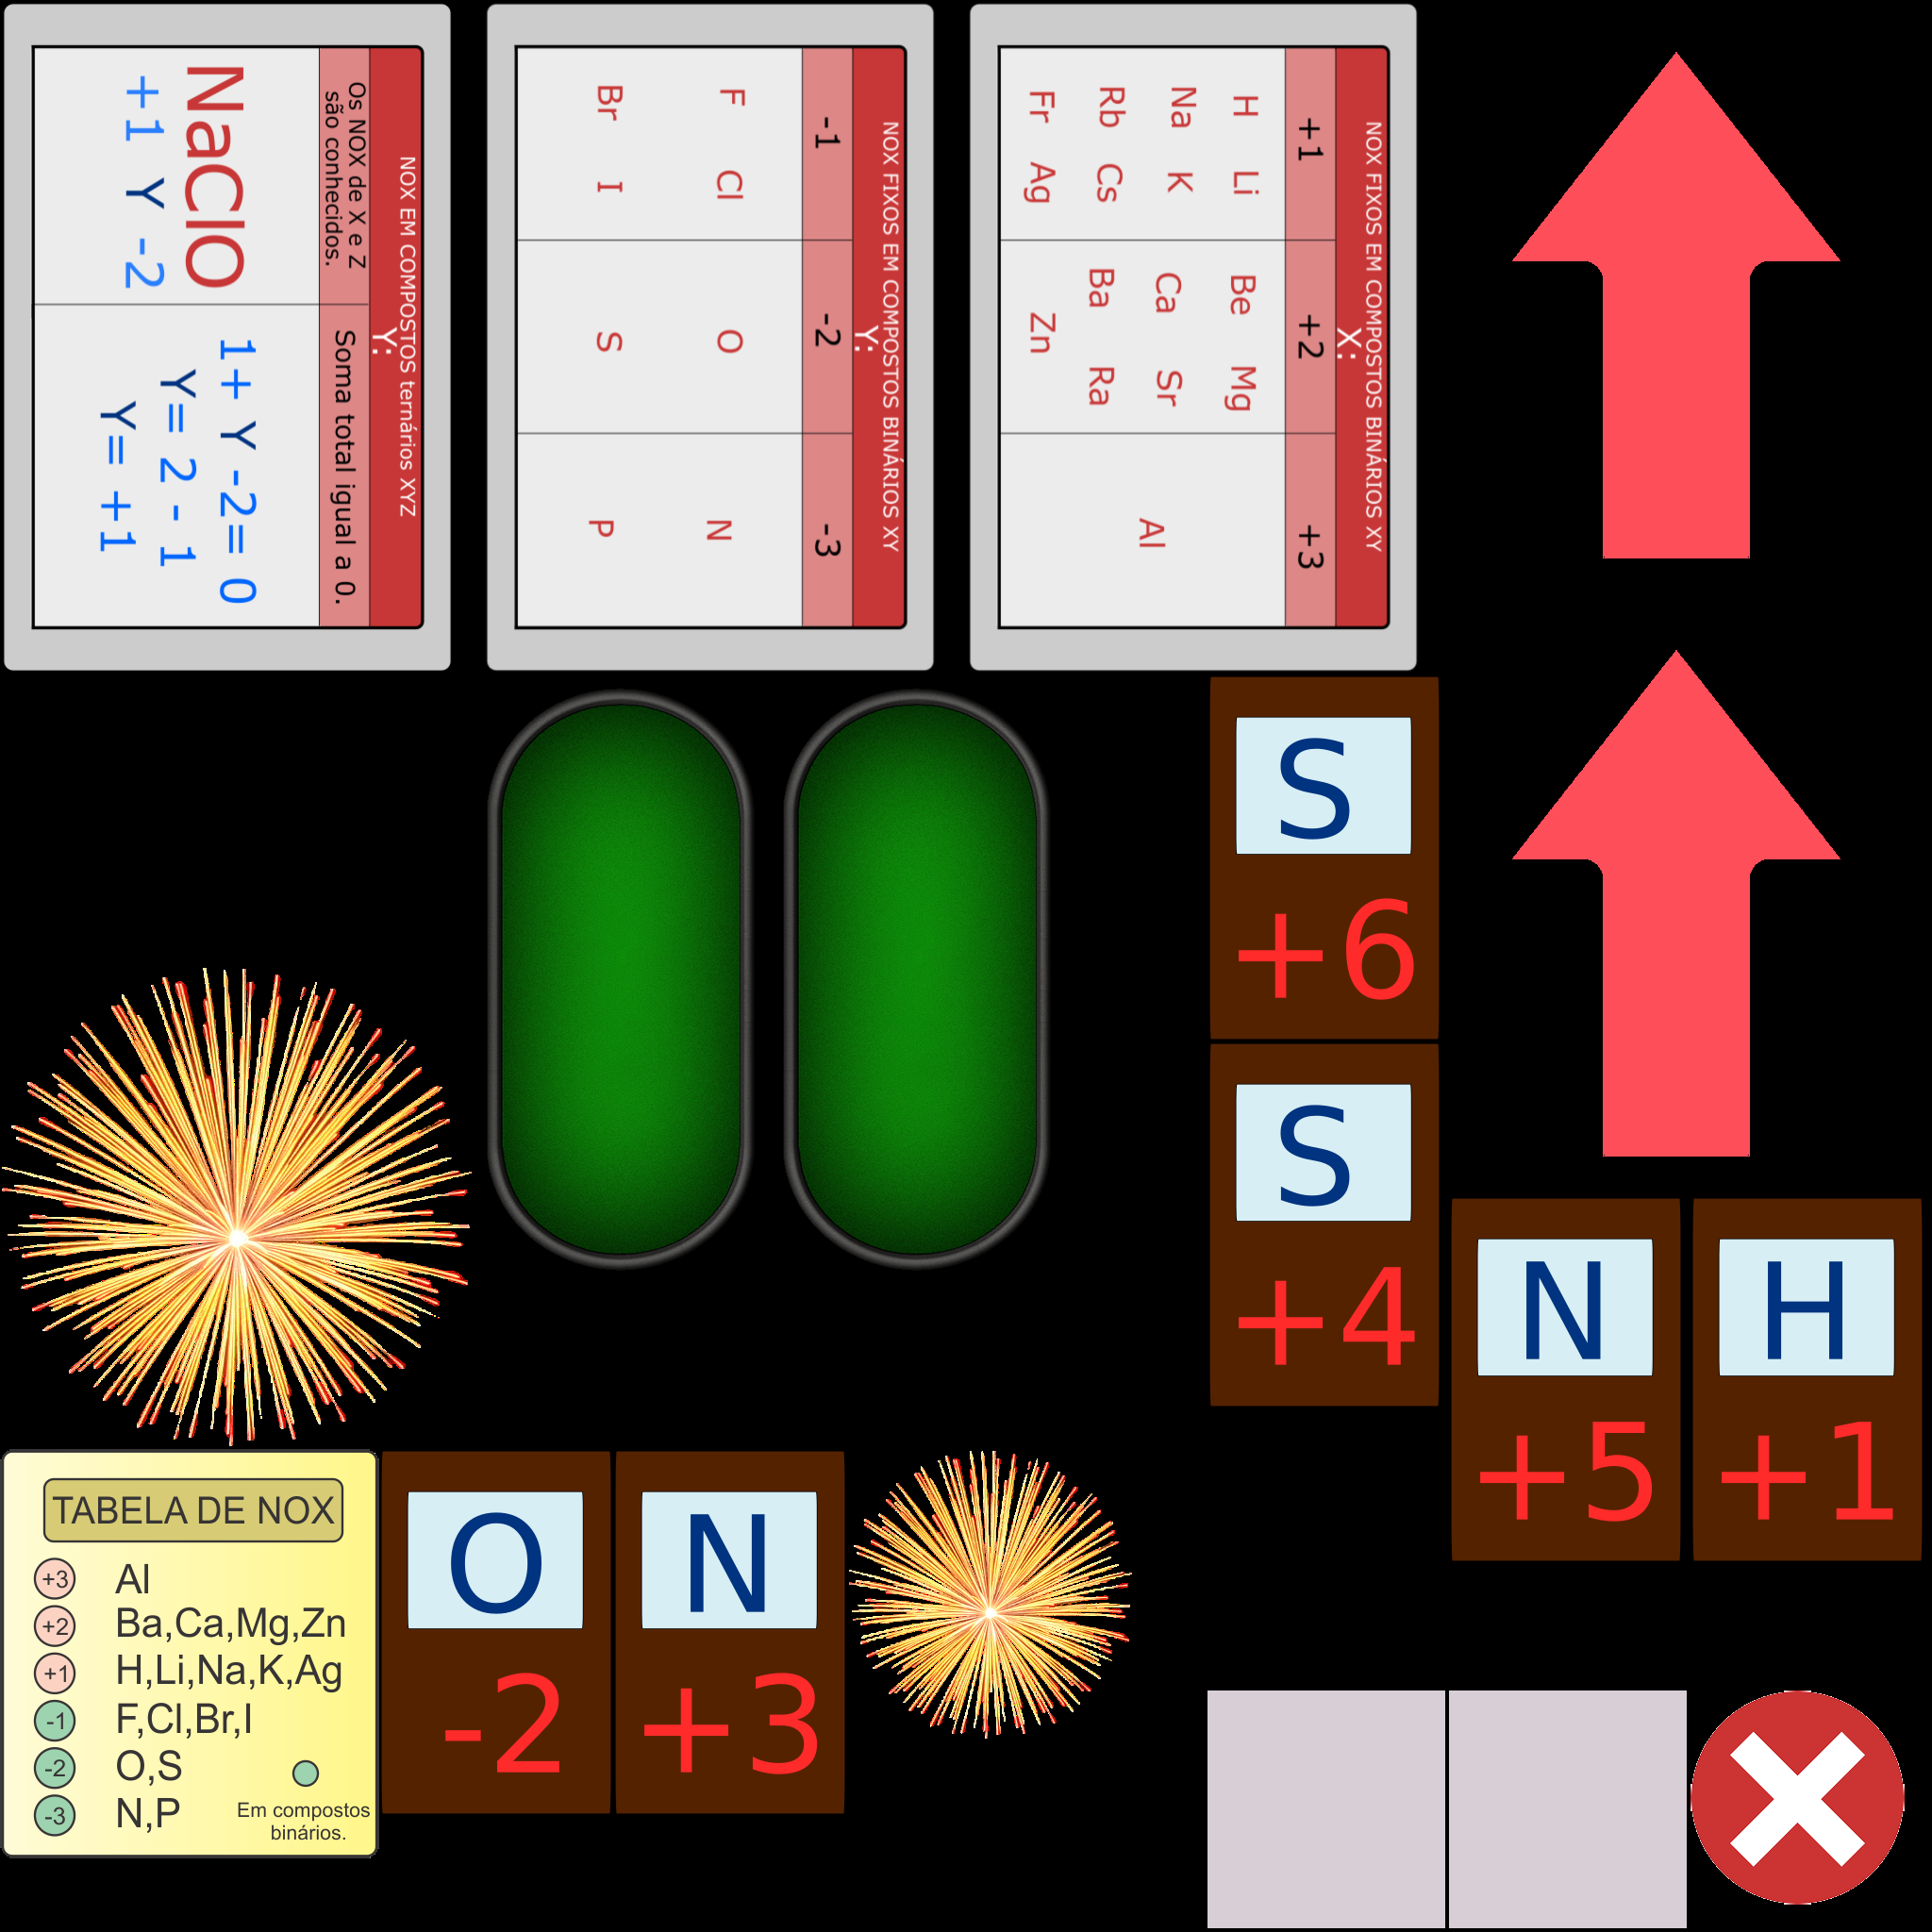 NOX EM COMPOSTOS ternários XYZ
Y:
Os NOX de X e Z
são conhecidos.
Soma total igual a 0.
NaClO
+1 Y -2
1+ Y -2= 0
Y= 2 - 1
Y= +1
NOX FIXOS EM COMPOSTOS BINÁRIOS XY
Y:
-1 -2 -3
F Cl O N
Br I S P
NOX FIXOS EM COMPOSTOS BINÁRIOS XY
X:
+1 +2 +3
H Li Be Mg
Na K Ca Sr Al
Rb Cs Ba Ra
Fr Ag Zn
S
+6
S
+4
N
+5
H
+1
TABELA DE NOX
+3 Al
+2 Ba,Ca,Mg,Zn
+1 H,Li,Na,K,Ag
-1 F,Cl,Br,I
-2 O,S
-3 N,P
Em compostos
binários.
O
-2
N
+3